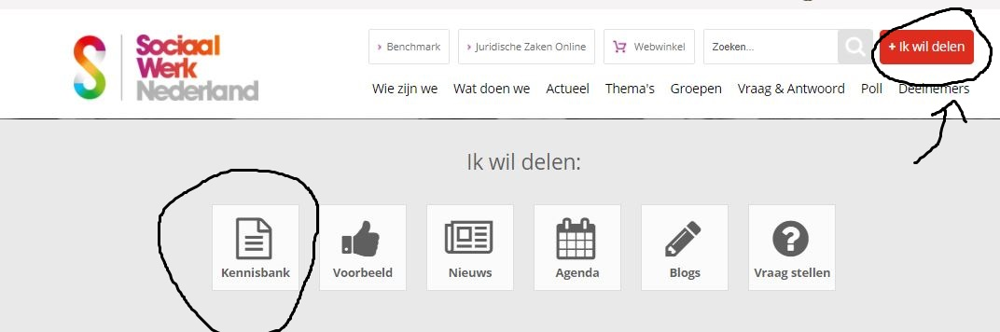 Sociaal
Werk
Nederland
› Benchmark
› Juridische Zaken Online
Webwinkel
Zoeken...
+ Ik wil delen
Wie zijn we
Wat doen we
Actueel
Thema's
Groepen
Vraag & Antwoord
Poll
Deelnemers
Ik wil delen:
Kennisbank
Voorbeeld
Nieuws
Agenda
Blogs
Vraag stellen